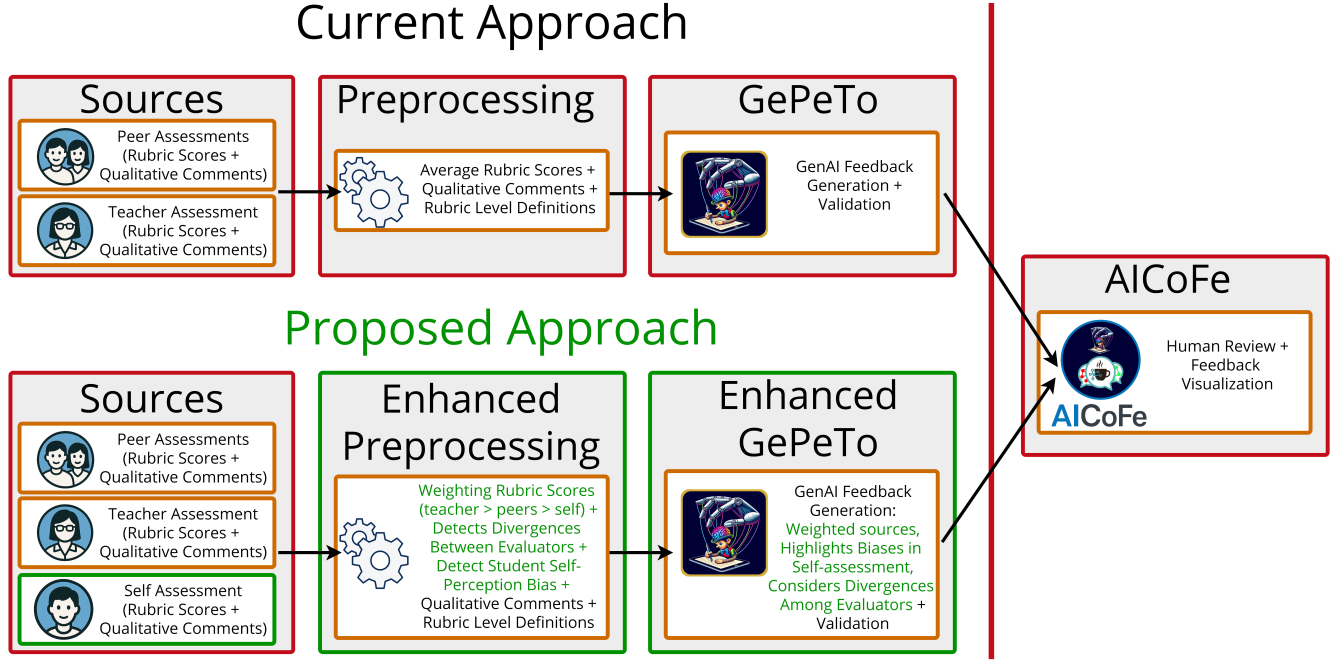 Current Approach
Sources
Peer Assessments
(Rubric Scores +
Qualitative Comments)
Teacher Assessment
(Rubric Scores +
Qualitative Comments)
Preprocessing
Average Rubric Scores +
Qualitative Comments +
Rubric Level Definitions
GePeTo
GenAI Feedback
Generation +
Validation
Proposed Approach
Sources
Peer Assessments
(Rubric Scores +
Qualitative Comments)
Teacher Assessment
(Rubric Scores +
Qualitative Comments)
Self Assessment
(Rubric Scores +
Qualitative Comments)
Enhanced
Preprocessing
Weighting Rubric Scores
(teacher > peers > self) +
Detects Divergences
Between Evaluators +
Detect Student Self-
Perception Bias +
Qualitative Comments +
Rubric Level Definitions
Enhanced
GePeTo
GenAI Feedback
Generation:
Weighted sources,
Highlights Biases in
Self-assessment,
Considers Divergences
Among Evaluators +
Validation
AICoFe
Human Review +
Feedback
Visualization
AICoFe